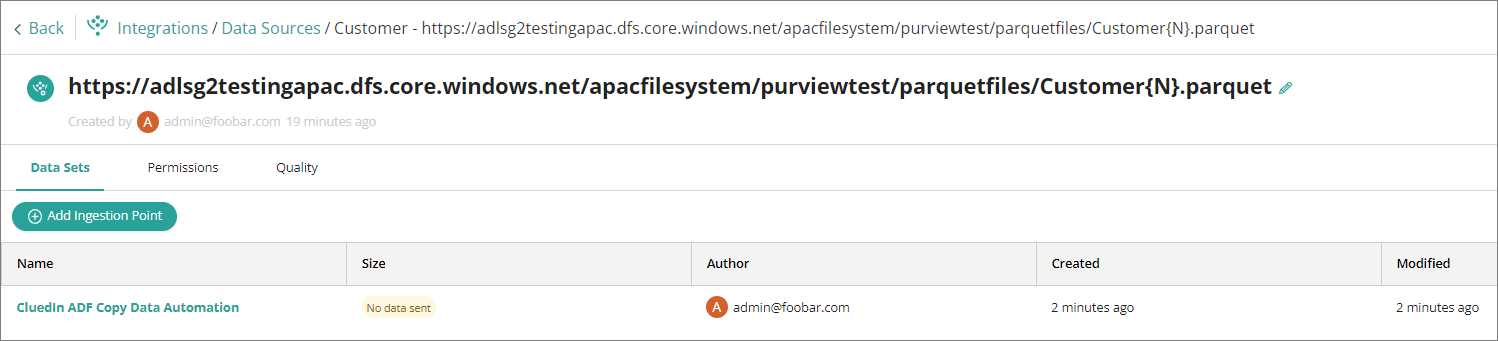 Back Integrations / Data Sources / Customer - https://adlsg2testingapac.dfs.core.windows.net/apacfilesystem/purviewtest/parquetfiles/Customer{N}.parquet
https://adlsg2testingapac.dfs.core.windows.net/apacfilesystem/purviewtest/parquetfiles/Customer{N}.parquet
Created by A admin@foobar.com 19 minutes ago
Data Sets Permissions Quality
Add Ingestion Point
Name Size Author Created Modified
CluedIn ADF Copy Data Automation No data sent A admin@foobar.com 2 minutes ago 2 minutes ago